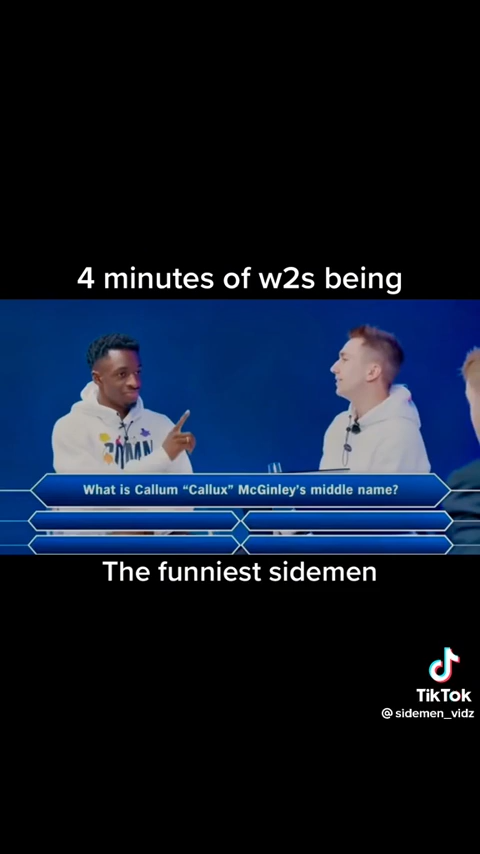 4 minutes of w2s being
What is Callum “Callux” McGinley's middle name?
The funniest sidemen
TikTok
@ sidemen_vidz